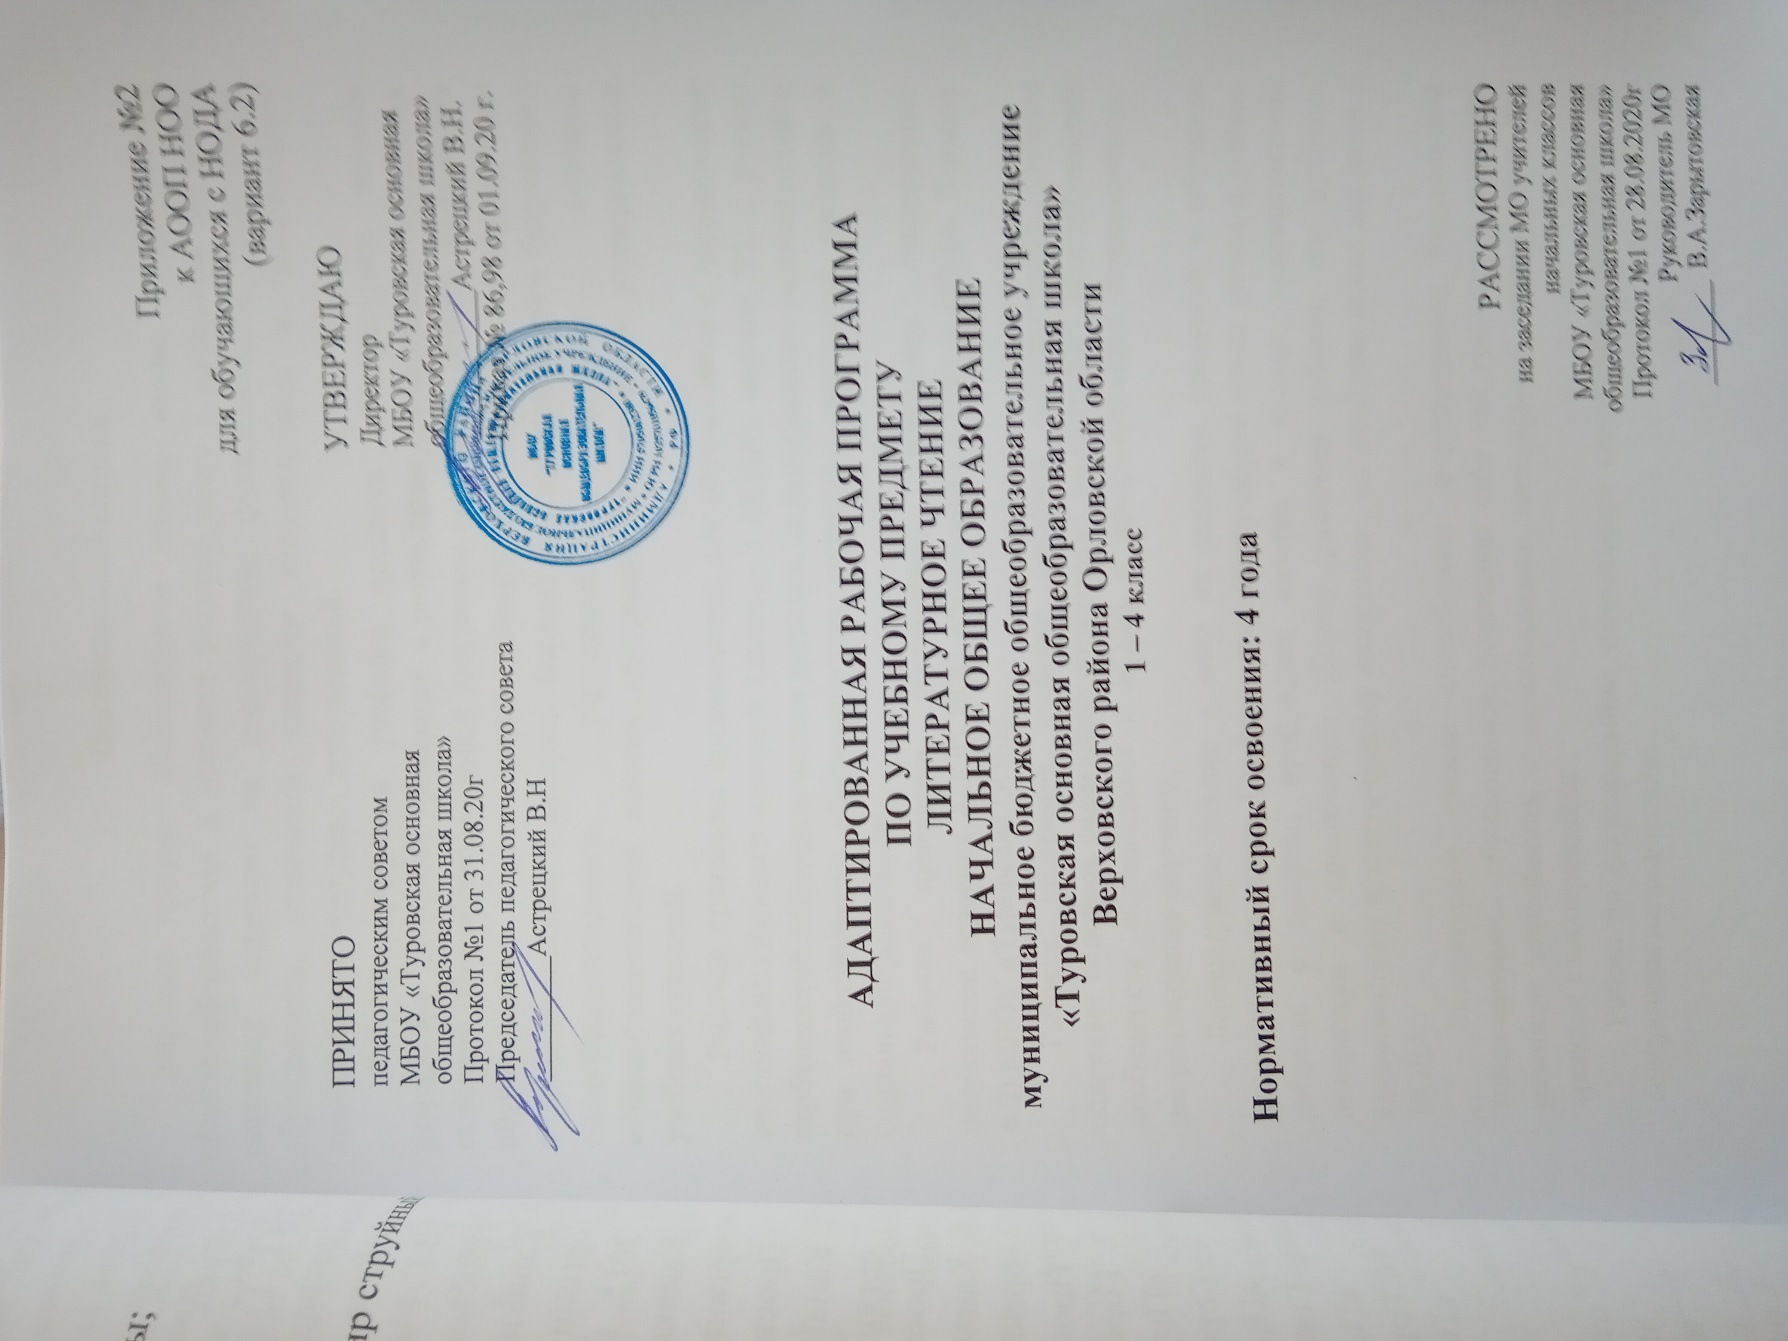 Приложение №2
к АООП НОО
для обучающихся с НОДА
(вариант 6.2)
ПРИНЯТО
педагогическим советом
МБОУ «Туровская основная
общеобразовательная школа»
Протокол №1 от 31.08.20г
Председатель педагогического совета
Астрецкий В.Н
УТВЕРЖДАЮ
Директор
МБОУ «Туровская основная
общеобразовательная школа»
Астрецкий В.Н.
№ 86,98 от 01.09.20 г.
АДАПТИРОВАННАЯ РАБОЧАЯ ПРОГРАММА
ПО УЧЕБНОМУ ПРЕДМЕТУ
ЛИТЕРАТУРНОЕ ЧТЕНИЕ
НАЧАЛЬНОЕ ОБЩЕЕ ОБРАЗОВАНИЕ
муниципальное бюджетное общеобразовательное учреждение
«Туровская основная общеобразовательная школа»
Верховского района Орловской области
1 – 4 класс
Нормативный срок освоения: 4 года
РАССМОТРЕНО
на заседании МО учителей
начальных классов
МБОУ «Туровская основная
общеобразовательная школа»
Протокол №1 от 28.08.2020г
Руководитель МО
В.А.Зарытовская